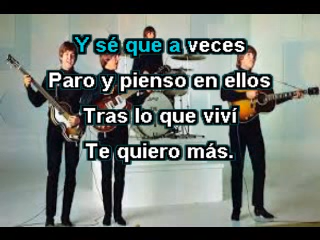 Y sé que a veces
Paro y pienso en ellos
Tras lo que viví
Te quiero más.